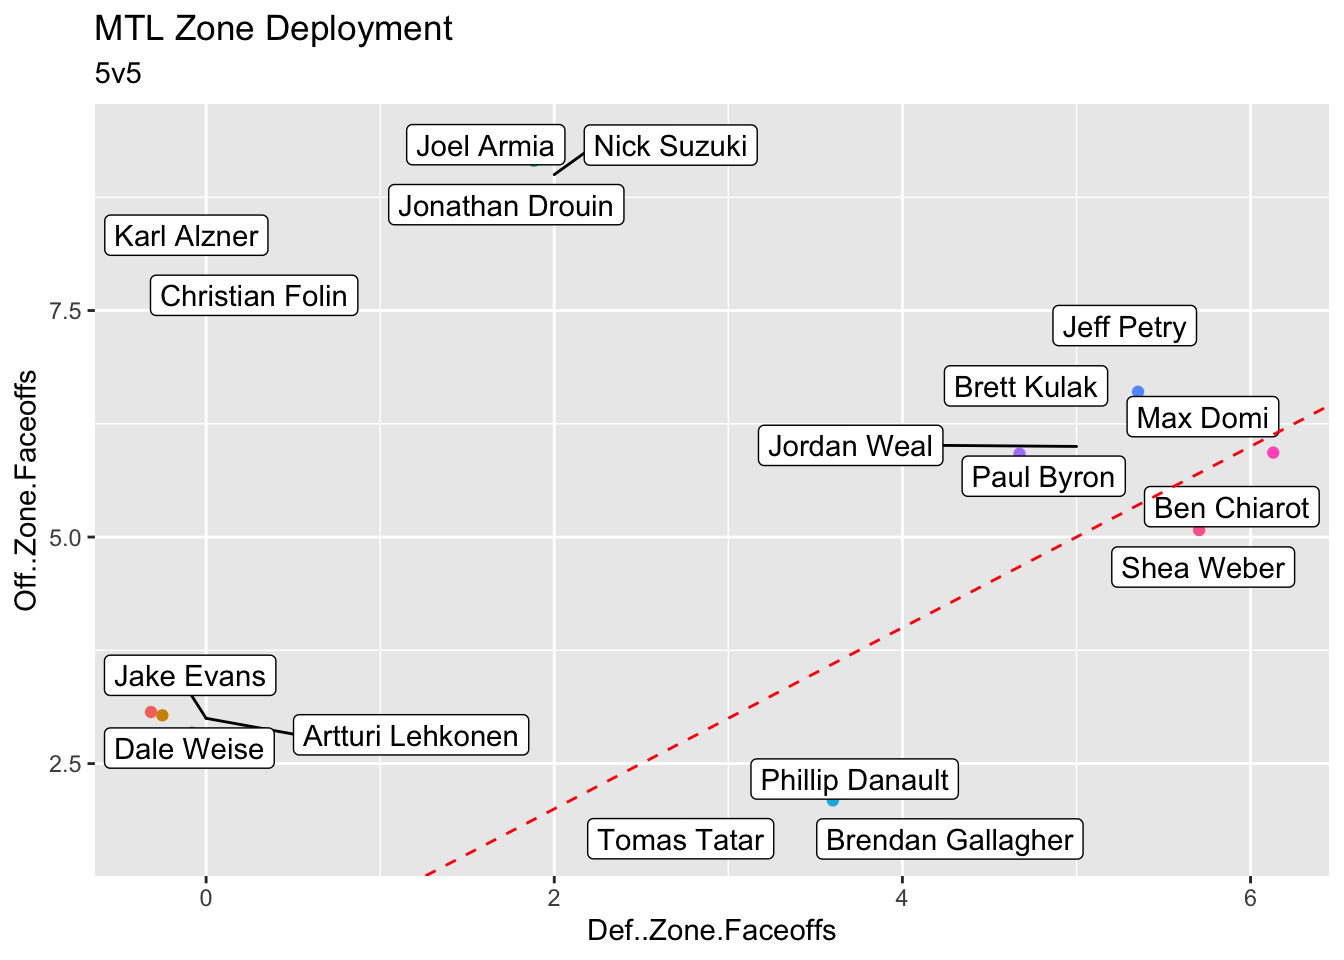 MTL Zone Deployment
5v5
Joel Armia
Nick Suzuki
Jonathan Drouin
Karl Alzner
Christian Folin
7.5
Jeff Petry
Brett Kulak
Max Domi
Jordan Weal
Paul Byron
Ben Chiarot
5.0
Shea Weber
Off..Zone.Faceoffs
Jake Evans
Artturi Lehkonen
Dale Weise
2.5
Phillip Danault
Tomas Tatar
Brendan Gallagher
0
2
4
6
Def..Zone.Faceoffs